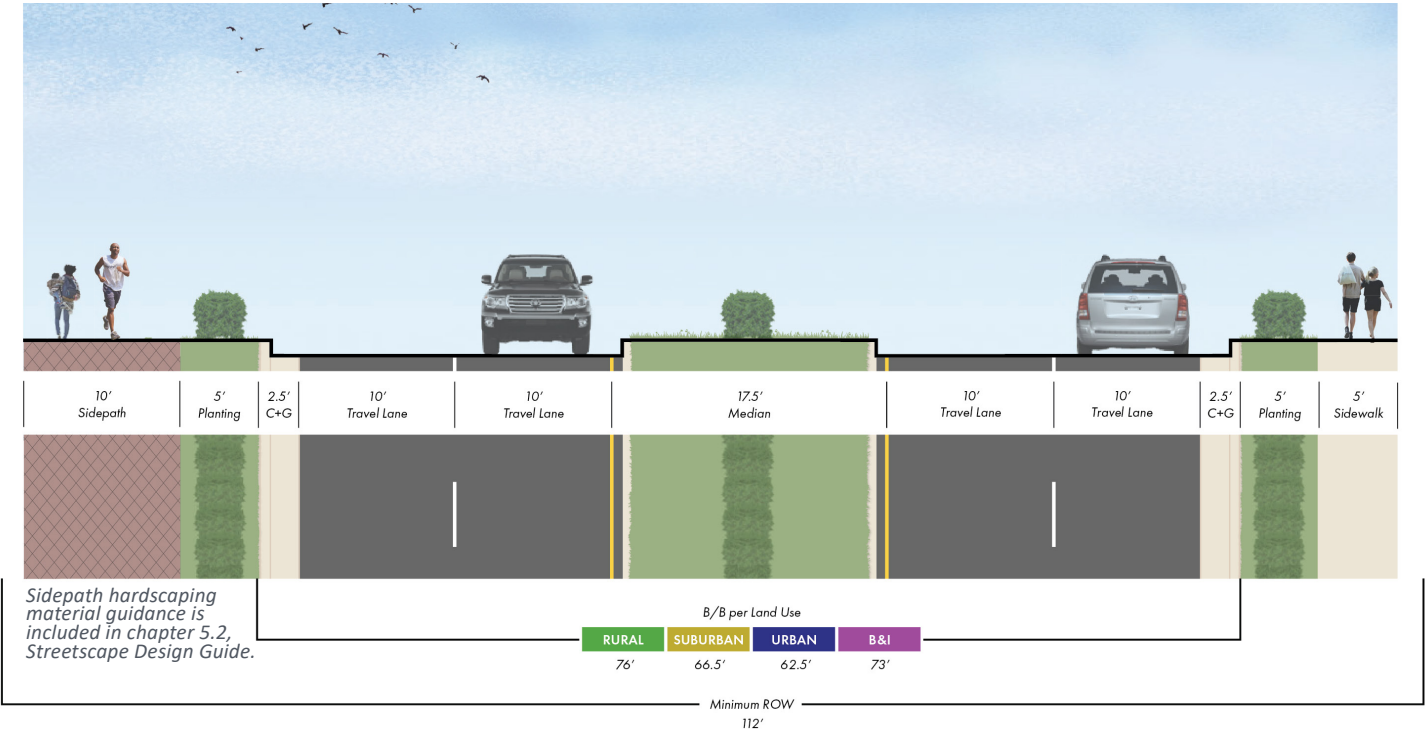 10’ 5’ 2.5’ 10’ 10’ 17.5’ 10’ 10’ 2.5’ 5’ 5’
Sidepath Planting C+G Travel Lane Travel Lane Median Travel Lane Travel Lane C+G Planting Sidewalk
Sidepath hardscaping
material guidance is
included in chapter 5.2,
Streetscape Design Guide.
B/B per Land Use
RURAL SUBURBAN URBAN B&I
76’ 66.5’ 62.5’ 73’
Minimum ROW
112’